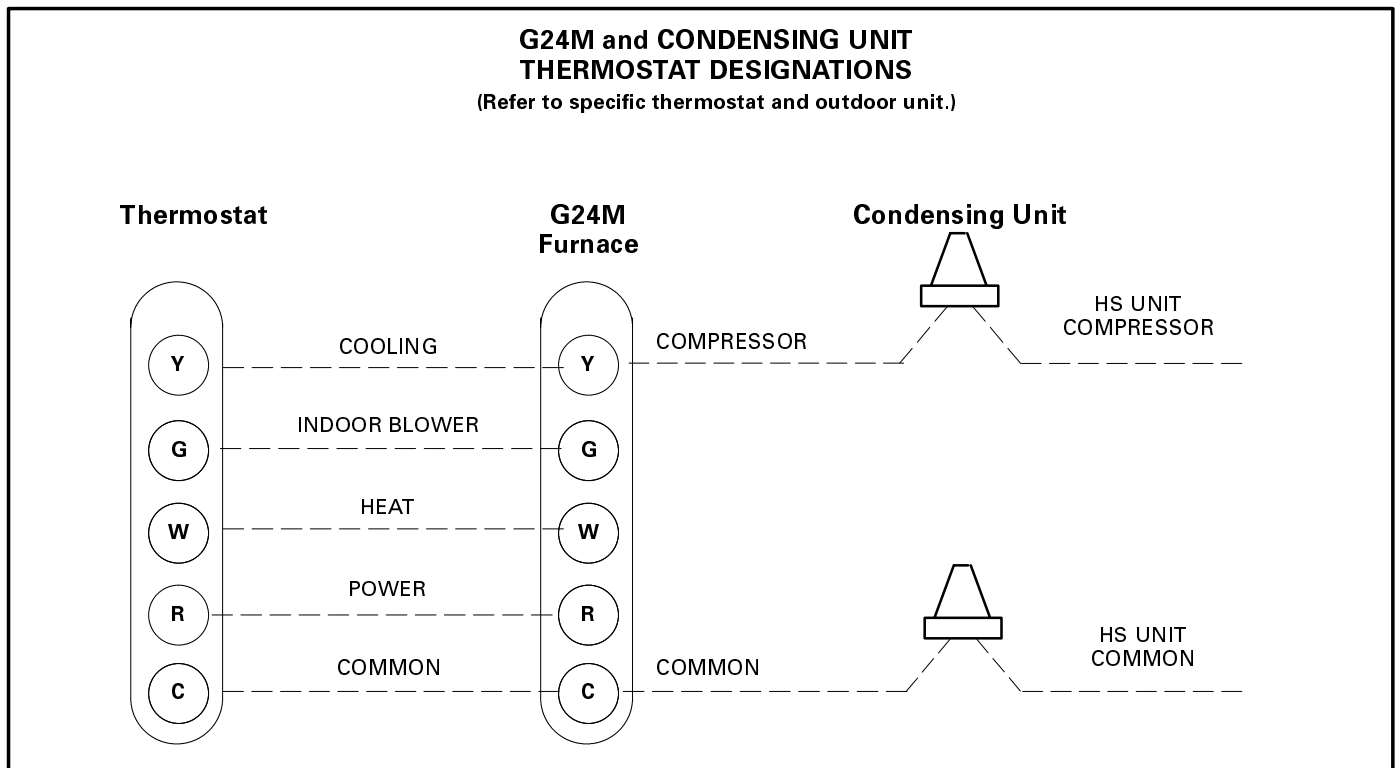 G24M and CONDENSING UNIT
THERMOSTAT DESIGNATIONS
(Refer to specific thermostat and outdoor unit.)
Thermostat
G24M
Furnace
Condensing Unit
HS UNIT
COMPRESSOR
COOLING
COMPRESSOR
Y
Y
INDOOR BLOWER
G
G
HEAT
W
W
POWER
R
R
HS UNIT
COMMON
COMMON
COMMON
C
C